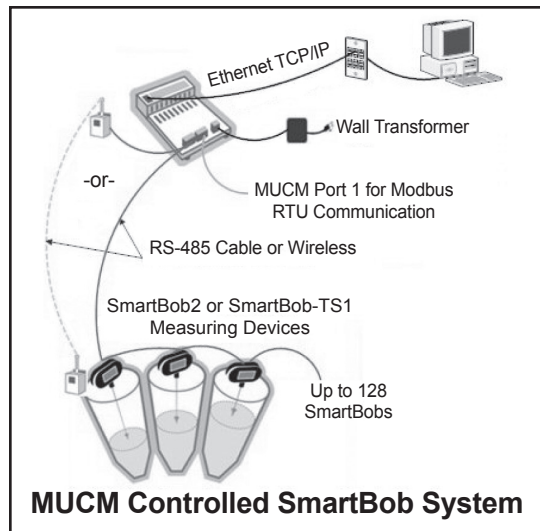 Ethernet TCP/IP
Wall Transformer
-or-
MUCM Port 1 for Modbus
RTU Communication
RS-485 Cable or Wireless
SmartBob2 or SmartBob-TS1
Measuring Devices
Up to 128
SmartBobs
MUCM Controlled SmartBob System